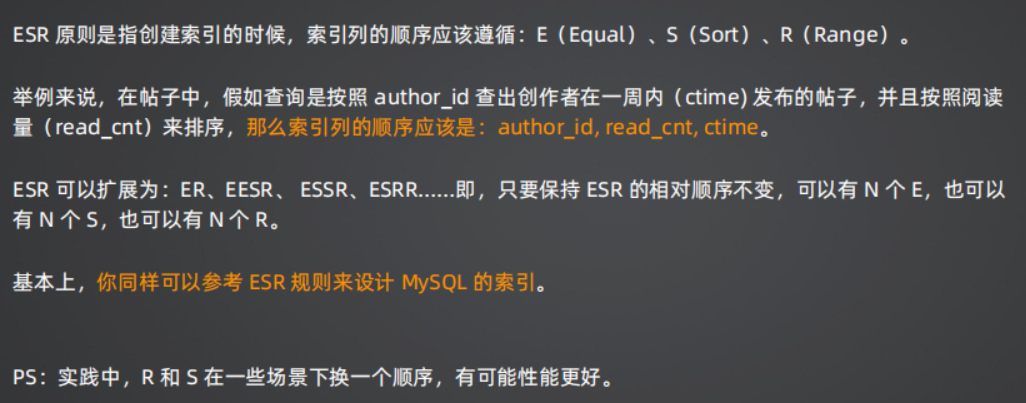 ESR 原则是指创建索引的时候，索引列的顺序应该遵循：E（Equal）、S（Sort）、R（Range）。
举例来说，在帖子中，假如查询是按照 author_id 查出创作者在一周内（ctime) 发布的帖子，并且按照阅读
量（read_cnt）来排序，那么索引列的顺序应该是：author_id, read_cnt, ctime。
ESR 可以扩展为：ER、EESR、 ESSR、ESRR......即，只要保持 ESR 的相对顺序不变，可以有 N 个 E，也可以
有 N 个 S，也可以有 N 个 R。
基本上，你同样可以参考 ESR 规则来设计 MySQL 的索引。
PS：实践中，R 和 S 在一些场景下换一个顺序，有可能性能更好。